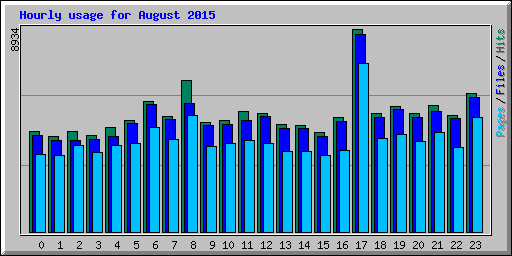 Hourly usage for August 2015
8934
Pages/Files/Hits
0 1 2 3 4 5 6 7 8 9 10 11 12 13 14 15 16 17 18 19 20 21 22 23